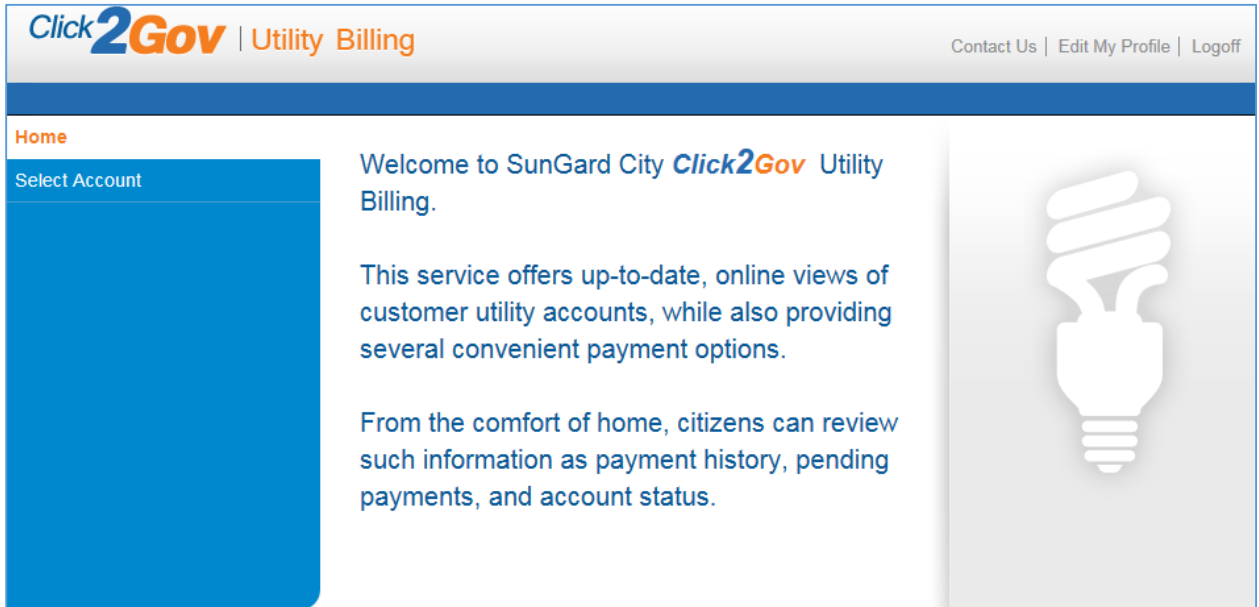 Click2Gov | Utility Billing
Contact Us | Edit My Profile | Logoff
Home
Select Account
Welcome to SunGard City Click2Gov Utility
Billing.
This service offers up-to-date, online views of
customer utility accounts, while also providing
several convenient payment options.
From the comfort of home, citizens can review
such information as payment history, pending
payments, and account status.